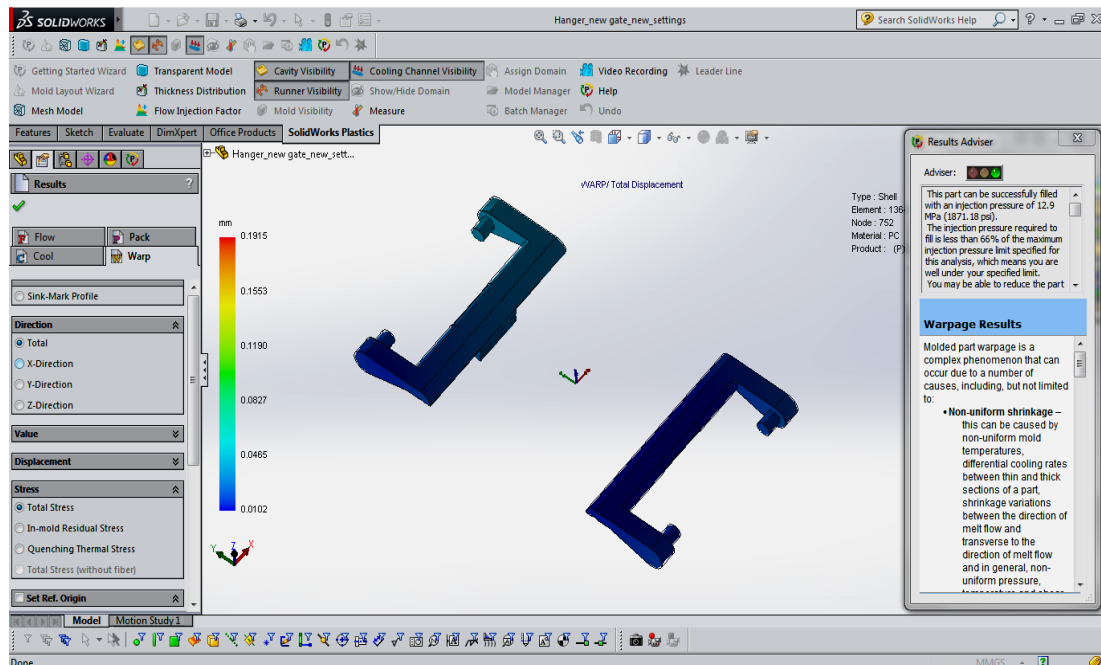 SOLIDWORKS
Hanger_new gate_new_settings
Search SolidWorks Help
Getting Started Wizard
Transparent Model
Cavity Visibility
Cooling Channel Visibility
Assign Domain
Video Recording
Leader Line
Mold Layout Wizard
Thickness Distribution
Runner Visibility
Show/Hide Domain
Model Manager
Help
Mesh Model
Flow Injection Factor
Mold Visibility
Measure
Batch Manager
Undo
Features
Sketch
Evaluate
DimXpert
Office Products
SolidWorks Plastics
Hanger_new gate_new_sett...
Results
?
Flow
Pack
Cool
Warp
Sink-Mark Profile
Direction
Total
X-Direction
Y-Direction
Z-Direction
Value
Displacement
Stress
Total Stress
In-mold Residual Stress
Quenching Thermal Stress
Total Stress (without fiber)
Set Ref. Origin
WARP/ Total Displacement
mm
0.1915
0.1553
0.1190
0.0827
0.0465
0.0102
Y
Z
X
Type : Shell
Element : 136
Node : 752
Material : PC
Product : (P)
Results Adviser
Adviser:
This part can be successfully filled
with an injection pressure of 12.9
MPa (1871.18 psi).
The injection pressure required to
fill is less than 66% of the maximum
injection pressure limit specified for
this analysis, which means you are
well under your specified limit.
You may be able to reduce the part
Warpage Results
Molded part warpage is a
complex phenomenon that can
occur due to a number of
causes, including, but not limited
to:
• Non-uniform shrinkage –
this can be caused by
non-uniform mold
temperatures,
differential cooling rates
between thin and thick
sections of a part,
shrinkage variations
between the direction of
melt flow and
transverse to the
direction of melt flow
and in general, non-
uniform pressure,
Model
Motion Study 1
Done
MMGS